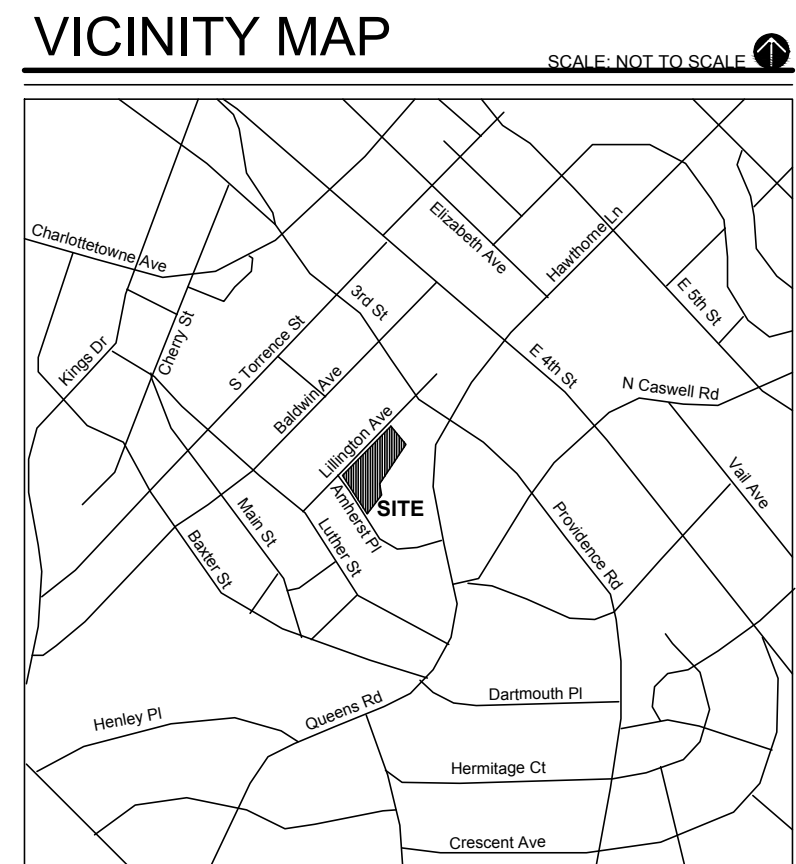 VICINITY MAP
SCALE: NOT TO SCALE
Charlottetowne Ave
Elizabeth Ave
Hawthorne Ln
E 5th St
3rd St
Cherry St
Kings Dr
S Torrence St
E 4th St
N Caswell Rd
Baldwin Ave
Lillington Ave
Vail Ave
Amherst Pl
SITE
Main St
Luther St
Providence Rd
Baxter St
Dartmouth Pl
Queens Rd
Henley Pl
Hermitage Ct
Crescent Ave